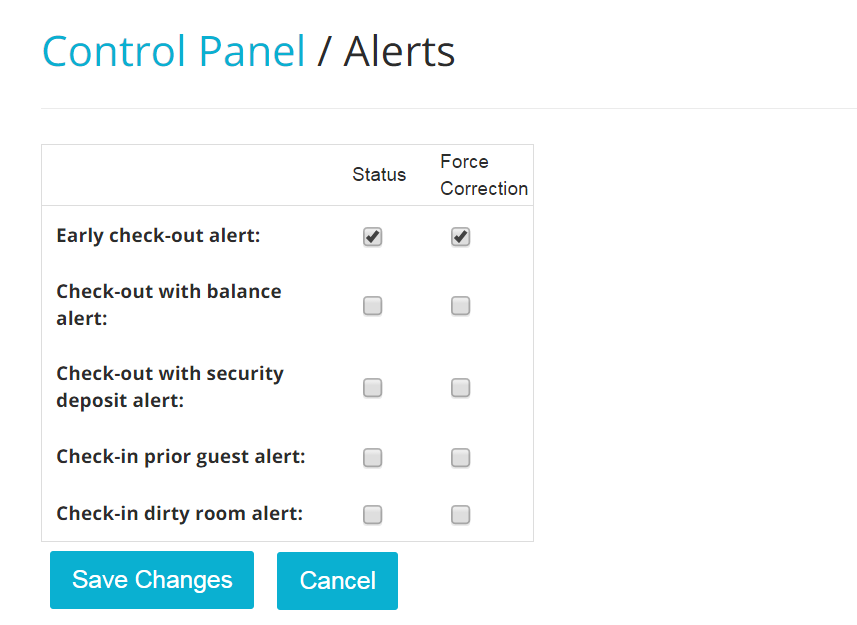 Control Panel / Alerts
Status
Force
Correction
Early check-out alert:
Check-out with balance
alert:
Check-out with security
deposit alert:
Check-in prior guest alert:
Check-in dirty room alert:
Save Changes
Cancel